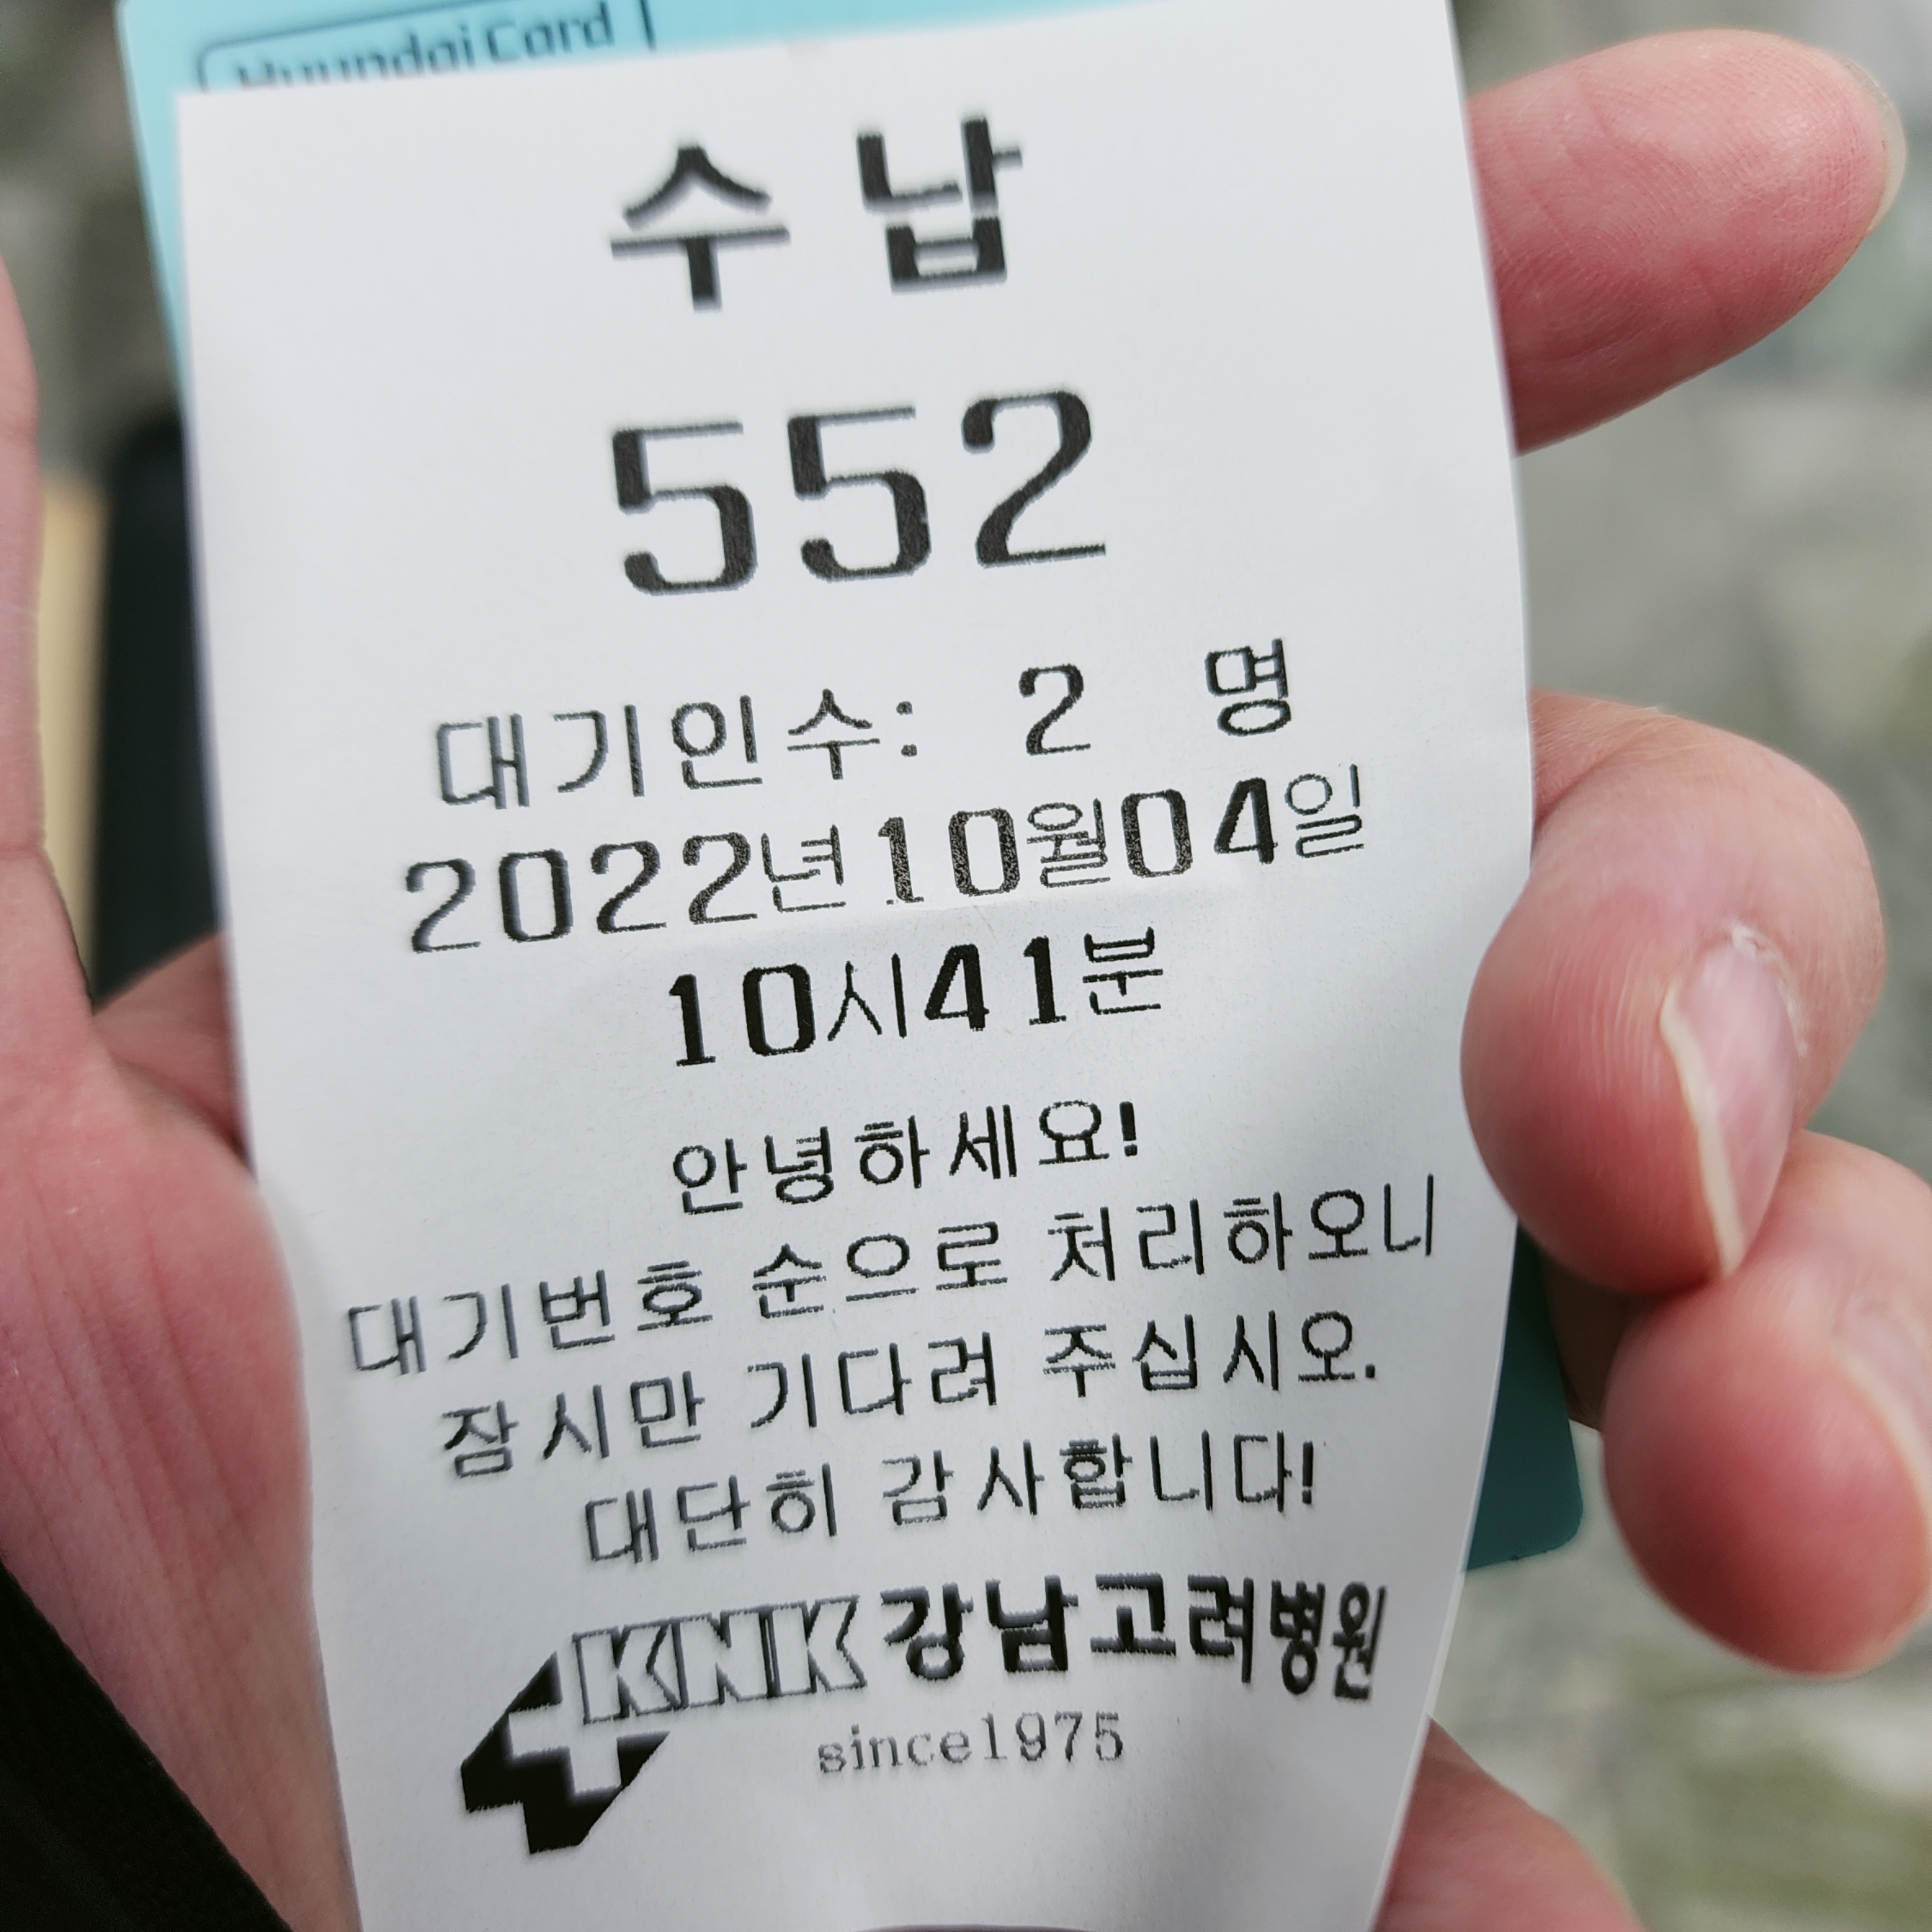 Hyundai Card
수납
552
대기인수: 2 명
2022년10월04일
10시41분
안녕하세요!
대기번호 순으로 처리하오니
잠시만 기다려 주십시오.
대단히 감사합니다!
KNK 강남고려병원
since1975